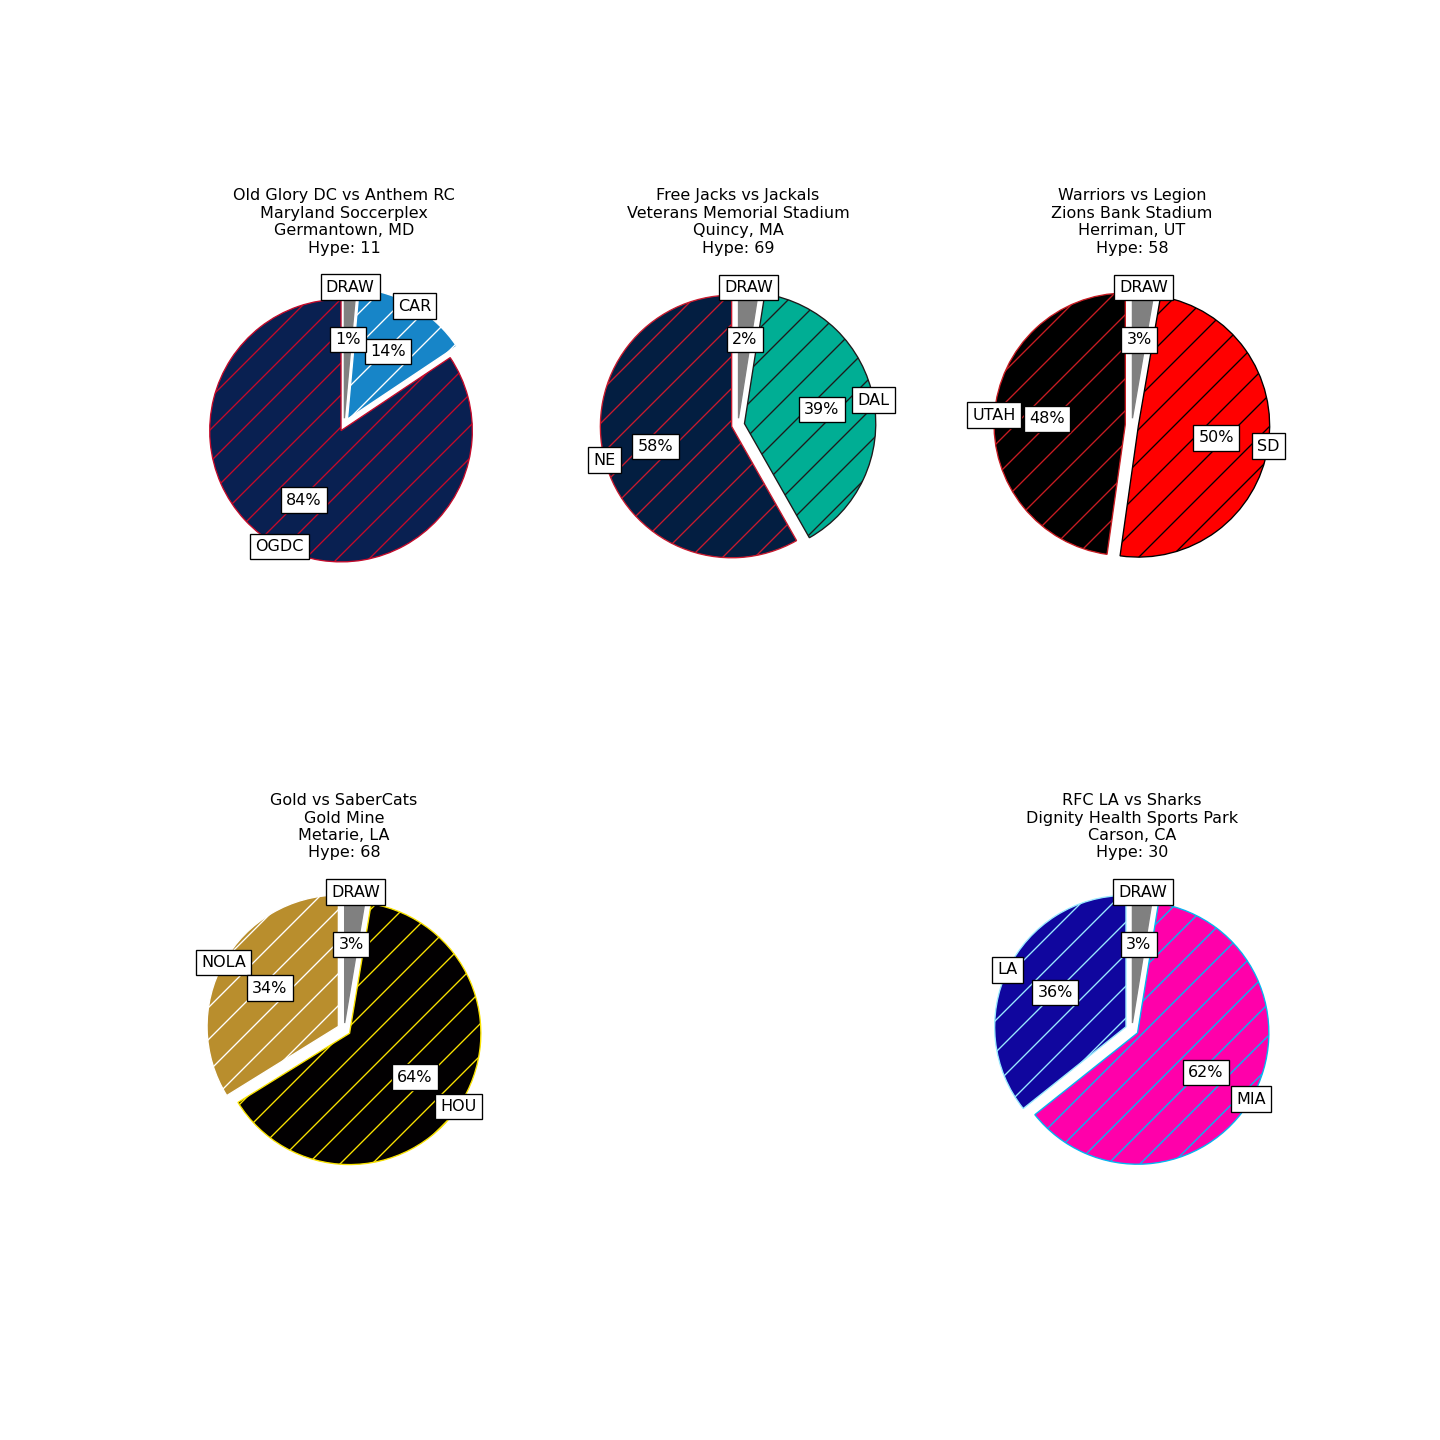 Old Glory DC vs Anthem RC
Maryland Soccerplex
Germantown, MD
Hype: 11
DRAW
CAR
1%
14%
84%
OGDC
Free Jacks vs Jackals
Veterans Memorial Stadium
Quincy, MA
Hype: 69
DRAW
2%
DAL
39%
58%
NE
Warriors vs Legion
Zions Bank Stadium
Herriman, UT
Hype: 58
DRAW
3%
UTAH
48%
50%
SD
Gold vs SaberCats
Gold Mine
Metarie, LA
Hype: 68
DRAW
3%
NOLA
34%
64%
HOU
RFC LA vs Sharks
Dignity Health Sports Park
Carson, CA
Hype: 30
DRAW
3%
LA
36%
62%
MIA